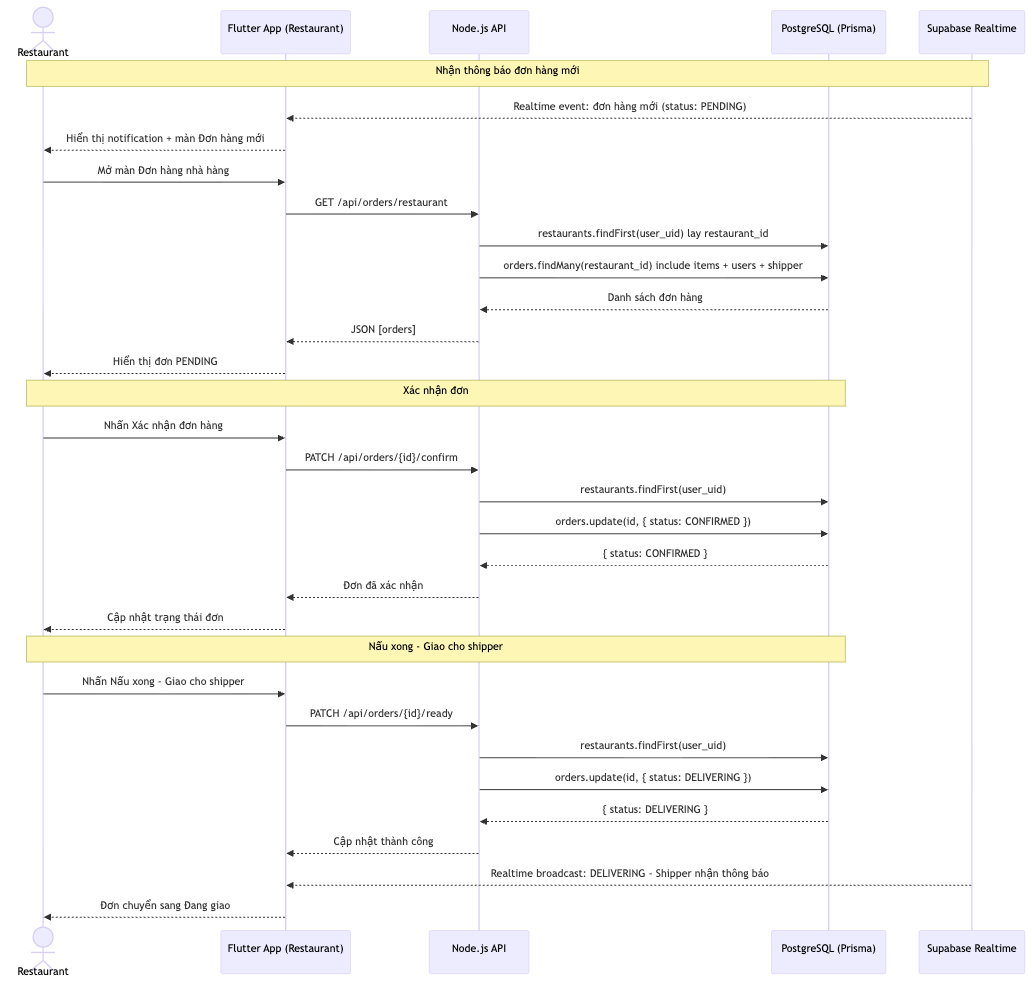 Restaurant
Flutter App (Restaurant)
Node.js API
PostgreSQL (Prisma)
Supabase Realtime
Nhận thông báo đơn hàng mới
Realtime event: đơn hàng mới (status: PENDING)
Hiển thị notification + màn Đơn hàng mới
Mở màn Đơn hàng nhà hàng
GET /api/orders/restaurant
restaurants.findFirst(user_uid) lay restaurant_id
orders.findMany(restaurant_id) include items + users + shipper
Danh sách đơn hàng
JSON [orders]
Hiển thị đơn PENDING
Xác nhận đơn
Nhấn Xác nhận đơn hàng
PATCH /api/orders/{id}/confirm
restaurants.findFirst(user_uid)
orders.update(id, { status: CONFIRMED })
{ status: CONFIRMED }
Đơn đã xác nhận
Cập nhật trạng thái đơn
Nấu xong - Giao cho shipper
Nhấn Nấu xong - Giao cho shipper
PATCH /api/orders/{id}/ready
restaurants.findFirst(user_uid)
orders.update(id, { status: DELIVERING })
{ status: DELIVERING }
Cập nhật thành công
Realtime broadcast: DELIVERING - Shipper nhận thông báo
Đơn chuyển sang Đang giao
Restaurant
Flutter App (Restaurant)
Node.js API
PostgreSQL (Prisma)
Supabase Realtime